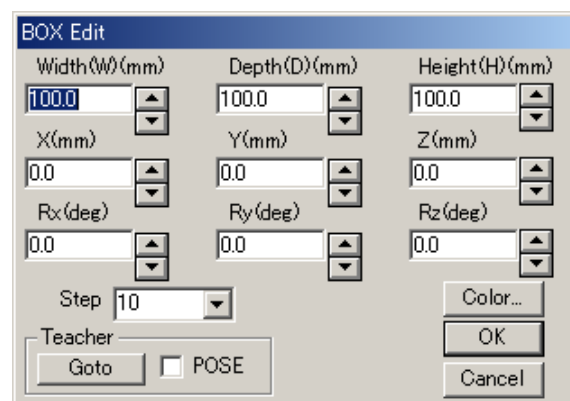 BOX Edit
Width(W)(mm) Depth(D)(mm) Height(H)(mm)
100.0 100.0 100.0
X(mm) Y(mm) Z(mm)
0.0 0.0 0.0
Rx(deg) Ry(deg) Rz(deg)
0.0 0.0 0.0
Step 10 Color...
Teacher OK
Goto POSE Cancel